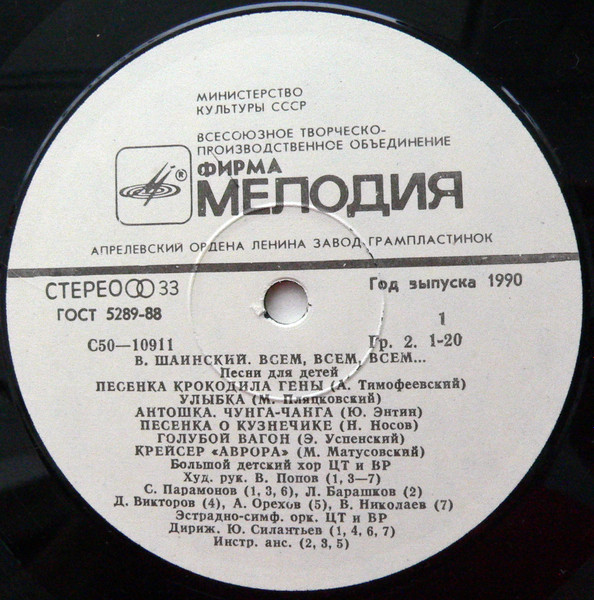 МИНИСТЕРСТВО
КУЛЬТУРЫ СССР
ВСЕСОЮЗНОЕ ТВОРЧЕСКО-
ПРОИЗВОДСТВЕННОЕ ОБЪЕДИНЕНИЕ
ФИРМА
®
МЕЛОДИЯ
АПРЕЛЕВСКИЙ ОРДЕНА ЛЕНИНА ЗАВОД ГРАМПЛАСТИНОК
СТЕРЕО 33
Год выпуска 1990
ГОСТ 5289-88
1
С50—10911
Гр. 2. 1-20
В. ШАИНСКИЙ. ВСЕМ, ВСЕМ, ВСЕМ...
Песни для детей
ПЕСЕНКА КРОКОДИЛА ГЕНЫ (А. Тимофеевский)
УЛЫБКА (М. Пляцковский)
АНТОШКА. ЧУНГА-ЧАНГА (Ю. Энтин)
ПЕСЕНКА О КУЗНЕЧИКЕ (Н. Носов)
ГОЛУБОЙ ВАГОН (Э. Успенский)
КРЕЙСЕР «АВРОРА» (М. Матусовский)
Большой детский хор ЦТ и ВР
Худ. рук. В. Попов (1, 3—7)
С. Парамонов (1, 3, 6), Л. Барашков (2)
Д. Викторов (4), А. Орехов (5), В. Николаев (7)
Эстрадно-симф. орк. ЦТ и ВР
Дириж. Ю. Силантьев (1, 4, 6, 7)
Инстр. анс. (2, 3, 5)